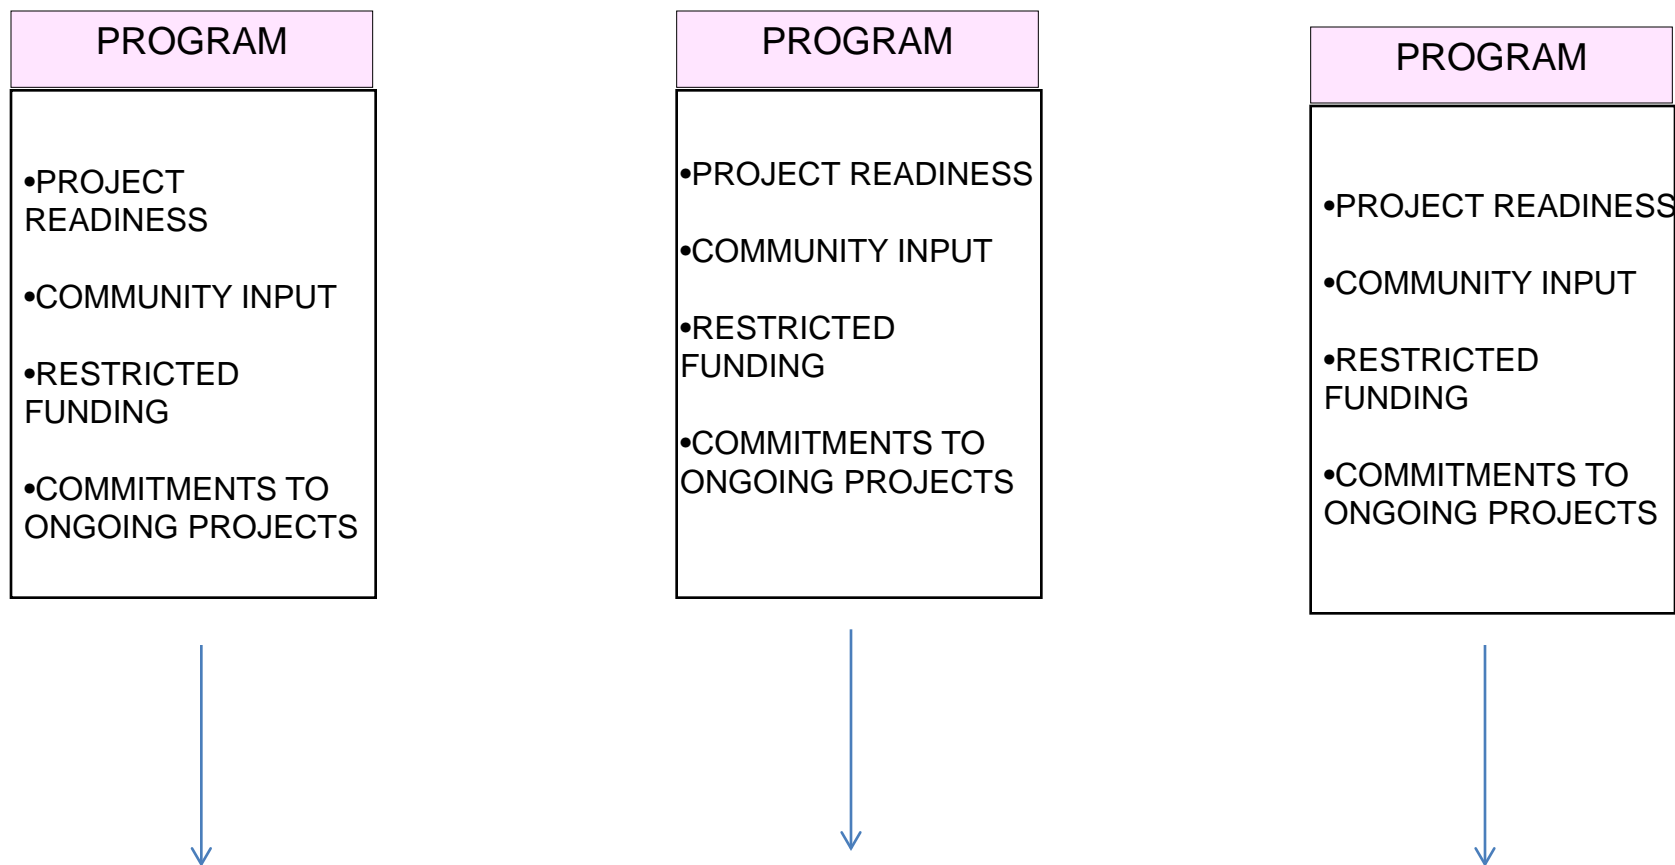 PROGRAM
•PROJECT
READINESS
•COMMUNITY INPUT
•RESTRICTED
FUNDING
•COMMITMENTS TO
ONGOING PROJECTS
PROGRAM
•PROJECT READINESS
•COMMUNITY INPUT
•RESTRICTED
FUNDING
•COMMITMENTS TO
ONGOING PROJECTS
PROGRAM
•PROJECT READINESS
•COMMUNITY INPUT
•RESTRICTED
FUNDING
•COMMITMENTS TO
ONGOING PROJECTS